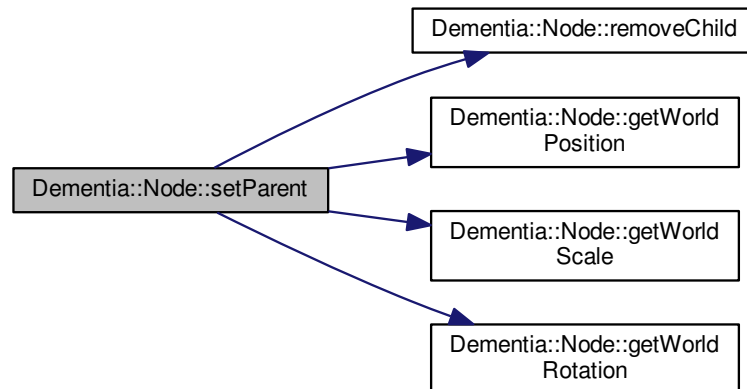 Dementia::Node::removeChild
Dementia::Node::getWorld
Position
Dementia::Node::setParent
Dementia::Node::getWorld
Scale
Dementia::Node::getWorld
Rotation